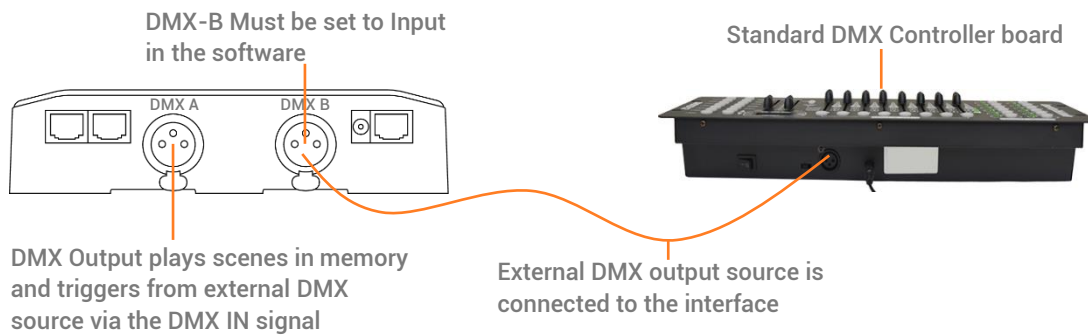 DMX-B Must be set to Input
in the software
Standard DMX Controller board
DMX A
DMX B
DMX Output plays scenes in memory
and triggers from external DMX
source via the DMX IN signal
External DMX output source is
connected to the interface